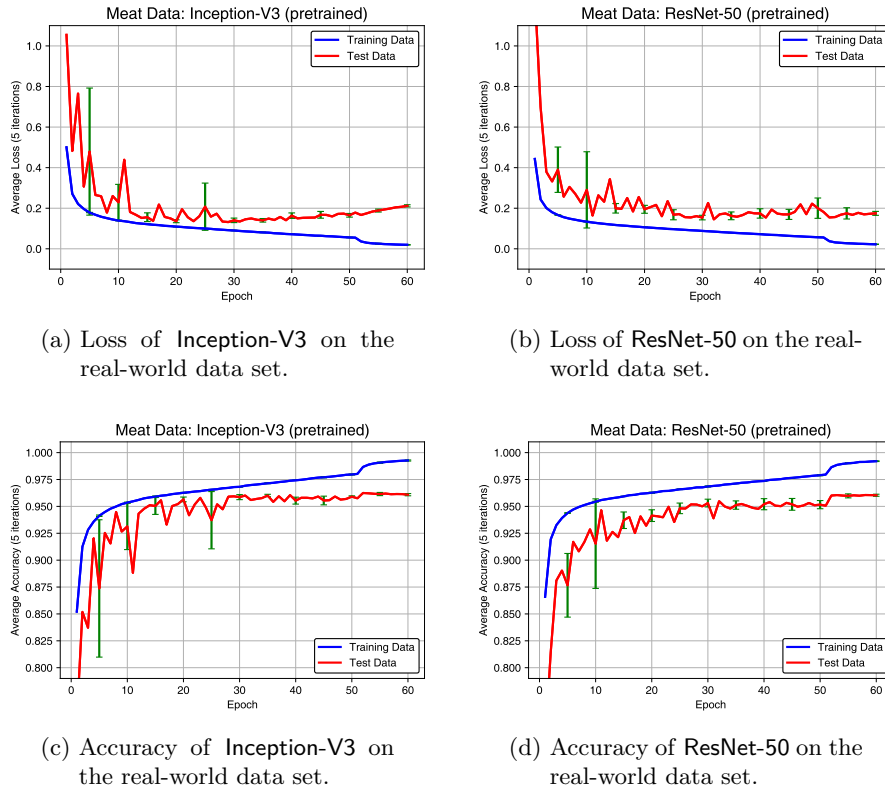 Meat Data: Inception-V3 (pretrained)
Training Data
Test Data
Average Loss (5 iterations)
1.0
0.8
0.6
0.4
0.2
0.0
0 10 20 30 40 50 60
Epoch
(a) Loss of Inception-V3 on the
real-world data set.
Meat Data: ResNet-50 (pretrained)
Training Data
Test Data
Average Loss (5 iterations)
1.0
0.8
0.6
0.4
0.2
0.0
0 10 20 30 40 50 60
Epoch
(b) Loss of ResNet-50 on the real-
world data set.
Meat Data: Inception-V3 (pretrained)
Average Accuracy (5 iterations)
1.000
0.975
0.950
0.925
0.900
0.875
0.850
0.825
0.800
Training Data
Test Data
0 10 20 30 40 50 60
Epoch
(c) Accuracy of Inception-V3 on
the real-world data set.
Meat Data: ResNet-50 (pretrained)
Average Accuracy (5 iterations)
1.000
0.975
0.950
0.925
0.900
0.875
0.850
0.825
0.800
Training Data
Test Data
0 10 20 30 40 50 60
Epoch
(d) Accuracy of ResNet-50 on the
real-world data set.